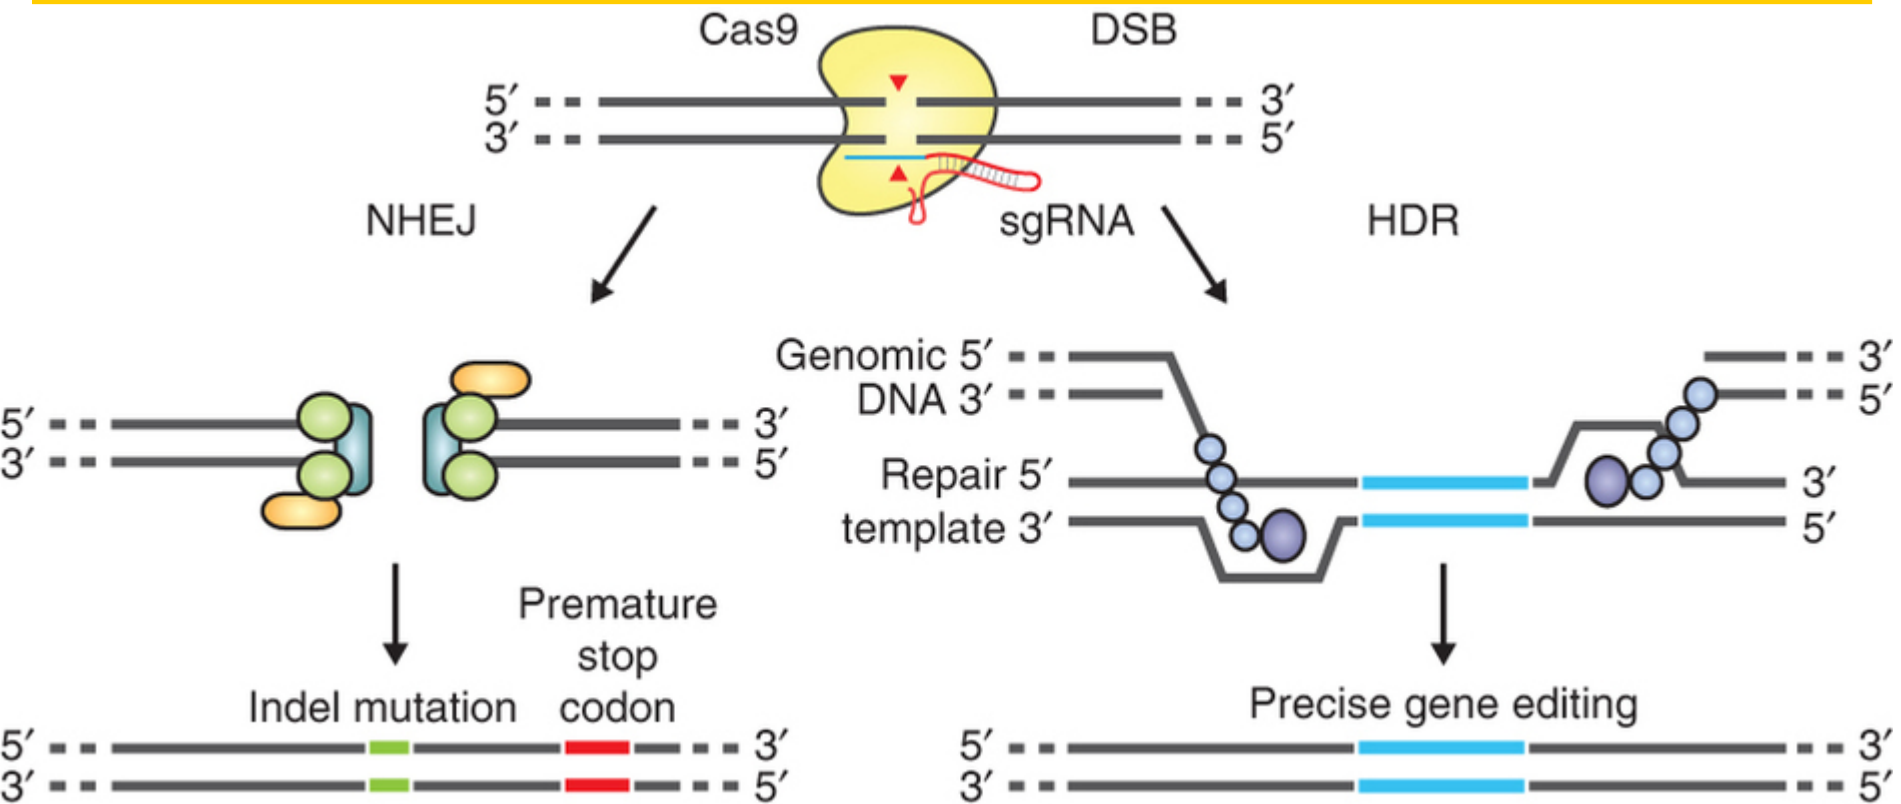 Cas9 DSB
5′ 3′
3′ 5′
NHEJ sgRNA HDR
Genomic 5′ 3′
DNA 3′ 5′
5′ 3′
3′ 5′
Repair 5′ 3′
template 3′ 5′
Premature
stop
Indel mutation codon
Precise gene editing
5′ 3′ 5′ 3′
3′ 5′ 3′ 5′